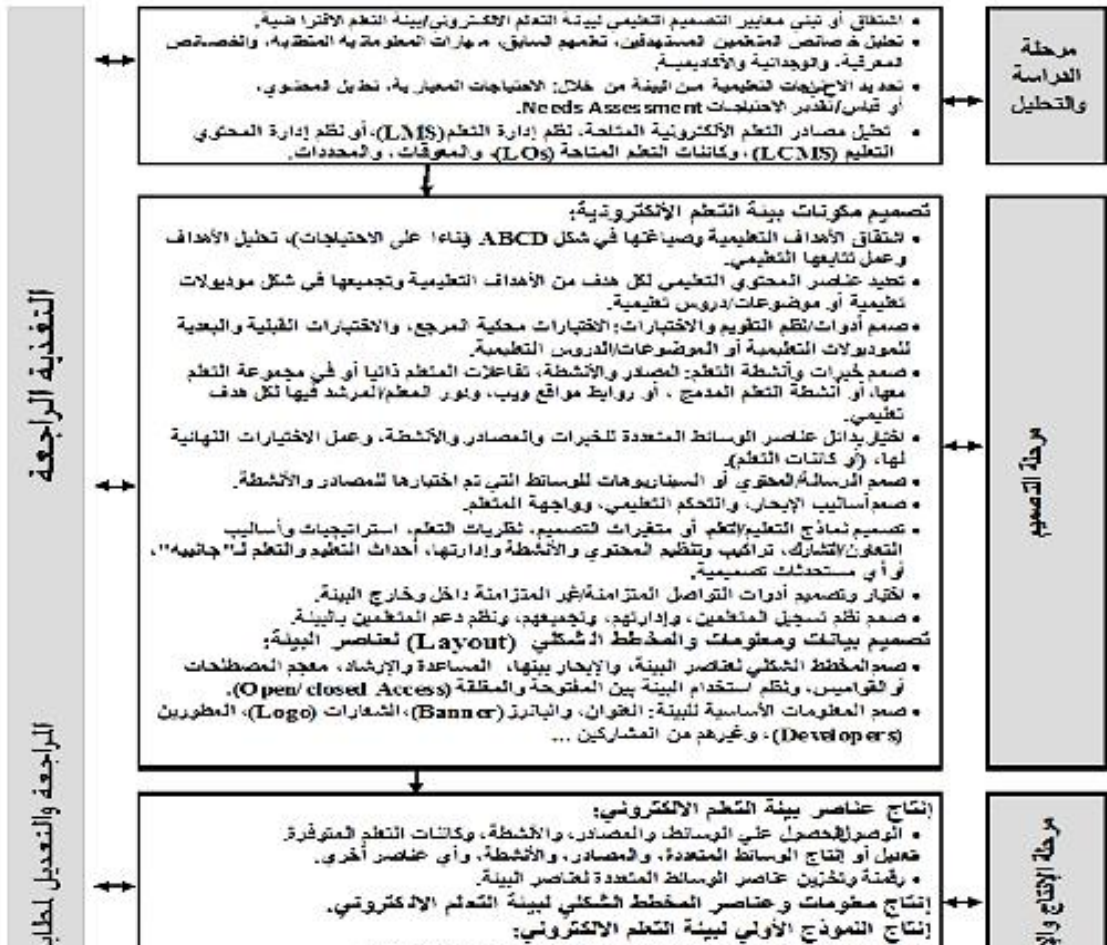 مرحلة
الدراسة
والتحليل
• اشتقاق أو تبني معايير التصميم التعليمي لبيئة التعلم الالكتروني/بيئة التعلم الافتراضية.
• تحليل خصائص المتعلمين المستهدفين، تعلمهم السابق، مهارات المعلوماتية المتطلبة، والخصائص
المعرفية، والوجدانية والأكاديمية.
• تحديد الاحتياجات التعليمية من البيئة من خلال: الاحتياجات المعيارية، تحليل المحتوي،
أو قياس/تقدير الاحتياجات Needs Assessment.
• تحليل مصادر التعلم الألكترونية المتاحة، نظم إدارة التعلم (LMS)، أو نظم إدارة المحتوي
التعليم (LCMS)، وكائنات التعلم المتاحة (LOs)، والمعوقات، والمحددات.
مرحلة التصميم
تصميم مكونات بيئة التعلم الألكترونية:
• اشتقاق الأهداف التعليمية وصياغتها في شكل ABCD (بناءا على الاحتياجات)، تحليل الأهداف
وعمل تتابعها التعليمي.
• تحديد عناصر المحتوي التعليمي لكل هدف من الأهداف التعليمية وتجميعها في شكل موديولات
تعليمية أو موضوعات/دروس تعليمية.
• صمم أدوات/نظم التقويم والاختبارات: الاختبارات محكية المرجع، والاختبارات القبلية والبعدية
للموديولات التعليمية أو الموضوعات/الدروس التعليمية.
• صمم خبرات وأنشطة التعلم: المصادر والأنشطة، تفاعلات المتعلم ذاتيا أو في مجموعة التعلم
معها، أو أنشطة التعلم المدمج ، أو روابط مواقع ويب، ودور المعلم/المرشد فيها لكل هدف
تعليمي.
• اختيار بدائل عناصر الوسائط المتعددة للخبرات والمصادر والأنشطة، وعمل الاختيارات النهائية
لها، (أو كائنات التعلم).
• صمم الرسالة/المحتوي أو السيناريوهات للوسائط التي تم اختيارها للمصادر والأنشطة.
• صمم أساليب الإبحار، والتحكم التعليمي، وواجهة المتعلم.
• تصميم نماذج التعليم/التعلم أو متغيرات التصميم، نظريات التعلم، استراتيجيات وأساليب
التعاون/التشارك، تراكيب وتنظيم المحتوي والأنشطة وإدارتها، أحداث التعليم والتعلم لـ"جانييه"،
أو أي مستحدثات تصميمية.
• اختيار وتصميم أدوات التواصل المتزامنة/غير المتزامنة داخل وخارج البيئة.
• صمم نظم تسجيل المتعلمين، وإدارتهم، وتجميعهم، ونظم دعم المتعلمين بالبيئة.
تصميم بيانات ومعلومات والمخطط الشكلي (Layout) لعناصر البيئة:
• صمم المخطط الشكلي لعناصر البيئة، والإبحار بينها، المساعدة والإرشاد، معجم المصطلحات
أو القواميس، ونظم استخدام البيئة بين المفتوحة والمغلقة (Open/ closed Access).
• صمم المعلومات الأساسية للبيئة: العنوان، والبانرز (Banner)، الشعارات (Logo)، المطورين
(Developers)، وغيرهم من المشاركين ...
مرحلة الإنتاج
إنتاج عناصر بيئة التعلم الالكتروني:
• الوصول/الحصول علي الوسائط، والمصادر، والأنشطة، وكائنات التعلم المتوفرة.
• تعديل أو إنتاج الوسائط المتعددة، والمصادر، والأنشطة، وأي عناصر أخري.
• رقمنة وتخزين عناصر الوسائط المتعددة لعناصر البيئة.
إنتاج معلومات وعناصر المخطط الشكلي لبيئة التعلم الالكتروني.
إنتاج النموذج الأولي لبيئة التعلم الالكتروني:
التغذية الراجعة
المراجعة والتعديل